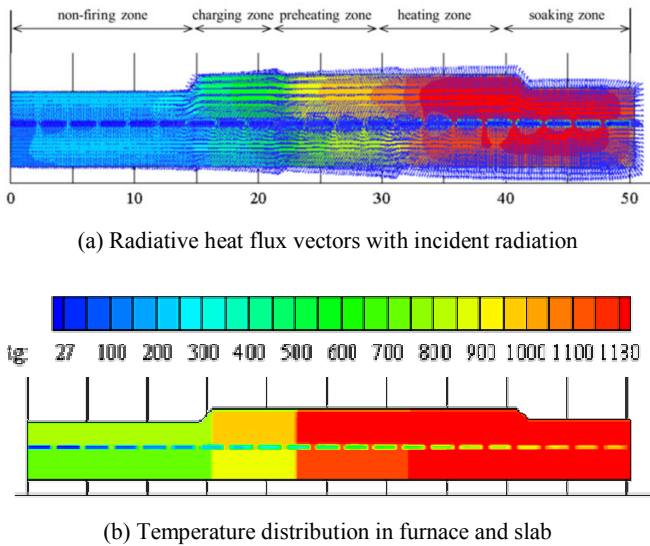 non-firing zone charging zone preheating zone heating zone soaking zone
0 10 20 30 40 50
(a) Radiative heat flux vectors with incident radiation
tg: 27 100 200 300 400 500 600 700 800 900 1000 1100 1180
(b) Temperature distribution in furnace and slab